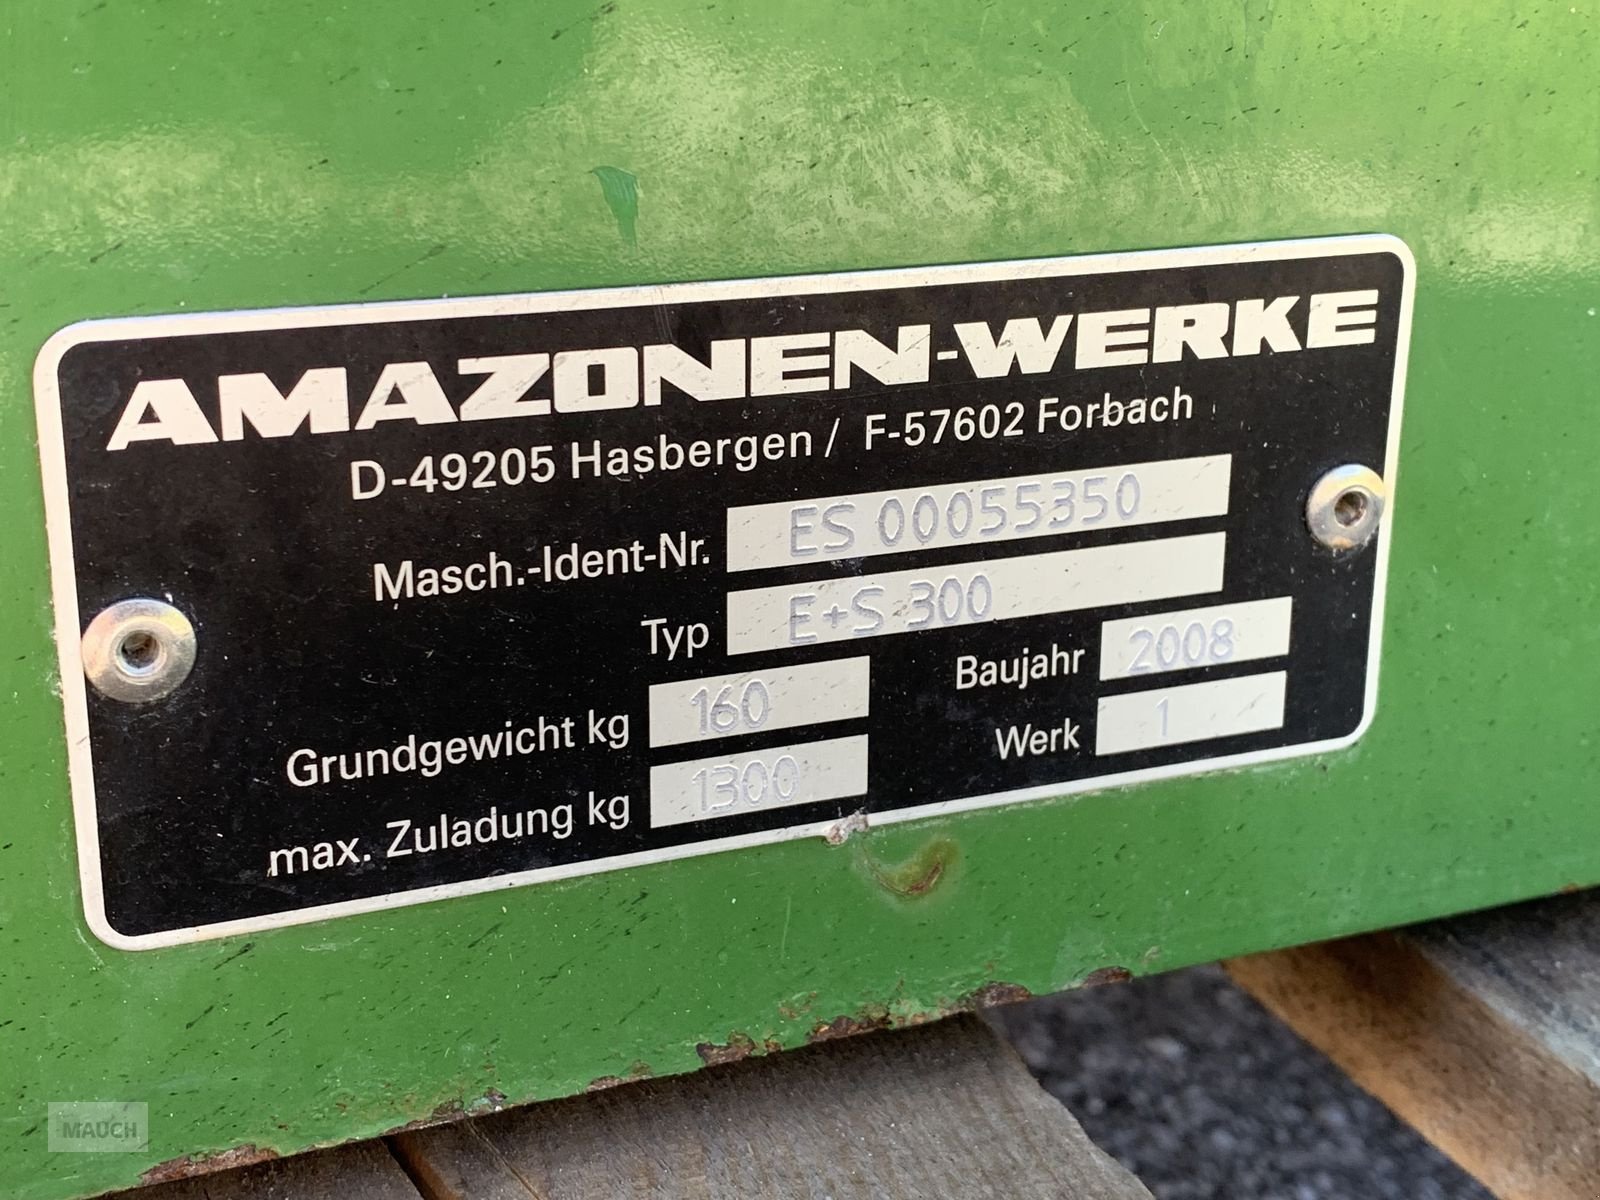 AMAZONEN-WERKE
D-49205 Hasbergen / F-57602 Forbach
Masch.-Ident-Nr. ES 00055350
Typ E+S 300
Grundgewicht kg 160 Baujahr 2008
max. Zuladung kg 1300 Werk 1
MAUCH